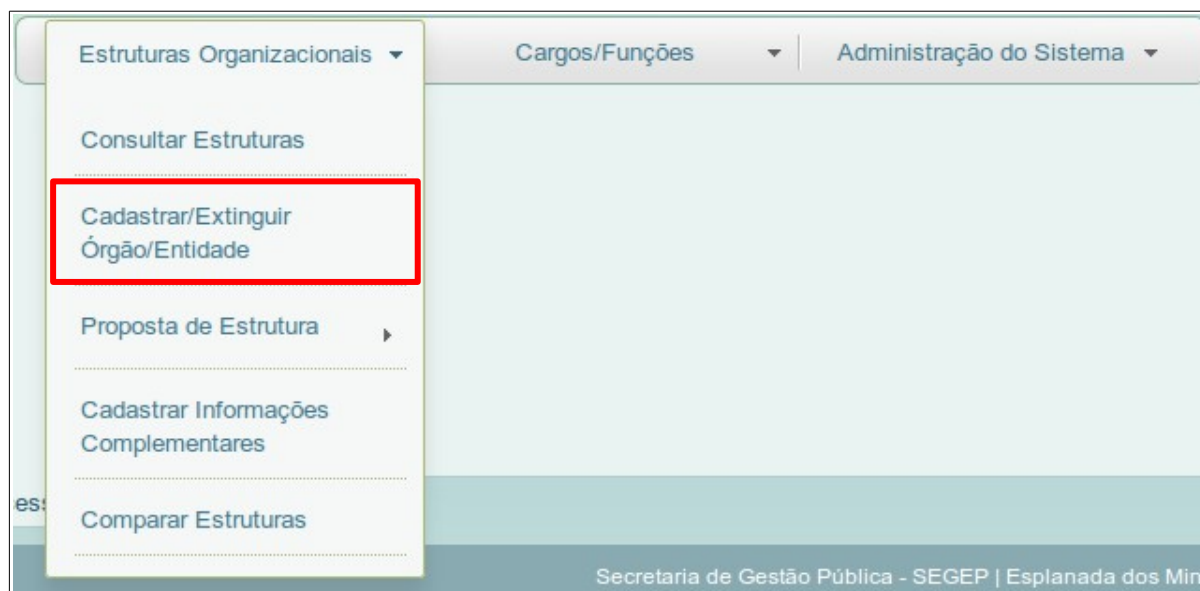 Estruturas Organizacionais
Cargos/Funções
Administração do Sistema
Consultar Estruturas
Cadastrar/Extinguir
Órgão/Entidade
Proposta de Estrutura
Cadastrar Informações
Complementares
Comparar Estruturas
Secretaria de Gestão Pública - SEGEP | Esplanada dos